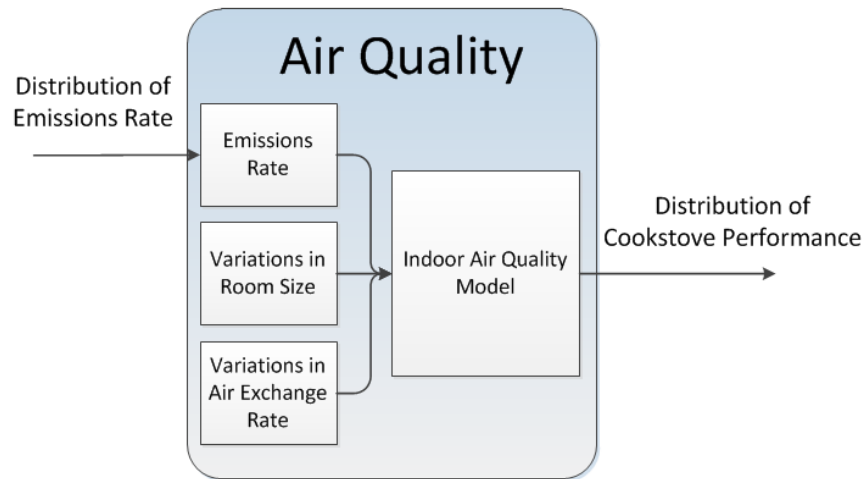 Air Quality
Distribution of
Emissions Rate
Emissions
Rate
Variations in
Room Size
Variations in
Air Exchange
Rate
Indoor Air Quality
Model
Distribution of
Cookstove Performance